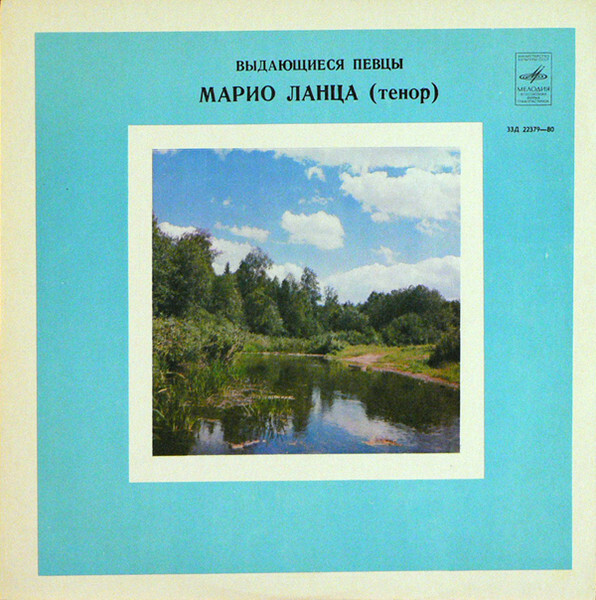 ВЫДАЮЩИЕСЯ ПЕВЦЫ
МАРИО ЛАНЦА (тенор)
МЕЛОДИЯ
33Д 22379—80